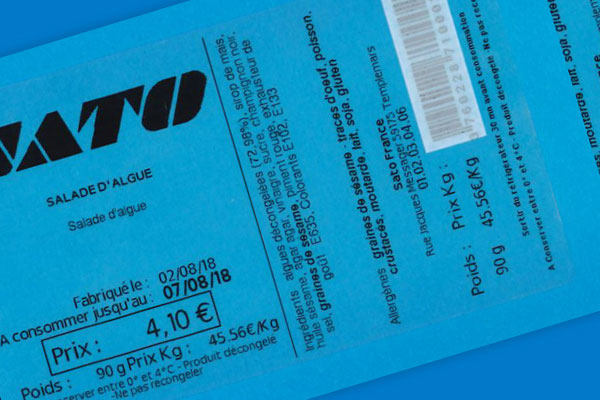 SATO
SALADE D'ALGUE
Salade d'algue
Fabriqué le : 02/08/18
A consommer jusqu'au : 07/08/18
Prix : 4,10 €
Poids : 90 g Prix Kg : 45.56€/Kg
conserver entre 0° et 4°C - Produit décongelé
-Ne pas recongeler
Ingrédients algues décongelées (72.98%), sirop de maïs,
huile sésame, agar agar, vinaigre, sucre, champignon noir,
sel, graines de sésame, piment rouge, exhausteur de
goût E635, Colorants E102, E133
Allergènes graines de sésame - traces d'oeuf, poisson,
crustacés, moutarde, lait, soja, gluten
Sato France
Rue Jacques Messager 59175 Templemars
01 02 03 04 06
Poids : Prix Kg :
90 g 45.56€/Kg
Sortir du réfrigérateur 30 mn avant consommation
A conserver entre 0 et 4°C - Produit décongelé - Ne pas
moutarde, lait, soja, gluten